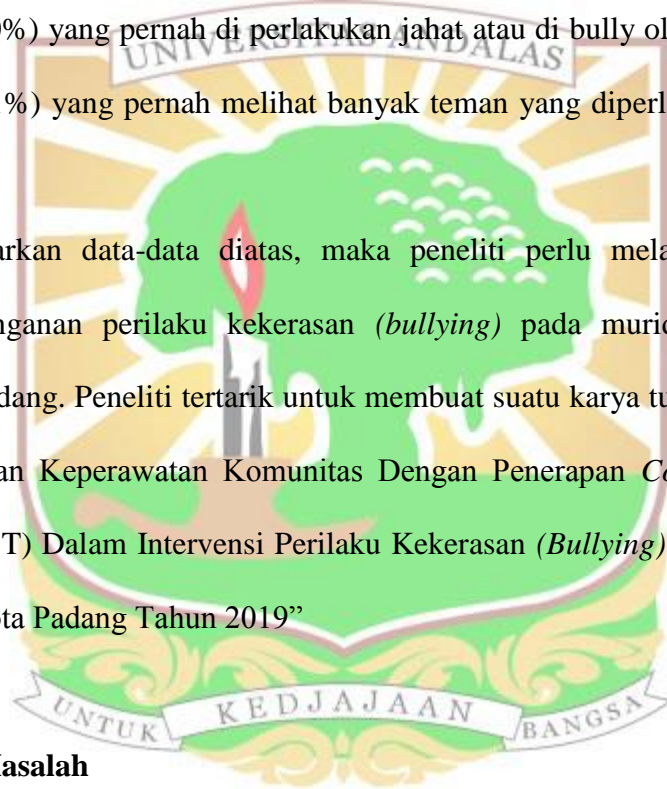 0%) yang pernah di perlakukan jahat atau di bully ol
UNIVERSITAS ANDALAS
%) yang pernah melihat banyak teman yang diperl
arkan data-data diatas, maka peneliti perlu mela
nganan perilaku kekerasan (bullying) pada murid
dang. Peneliti tertarik untuk membuat suatu karya tu
an Keperawatan Komunitas Dengan Penerapan Co
T) Dalam Intervensi Perilaku Kekerasan (Bullying)
ota Padang Tahun 2019”
UNTUK KEDJAJAAN BANGSA
Masalah